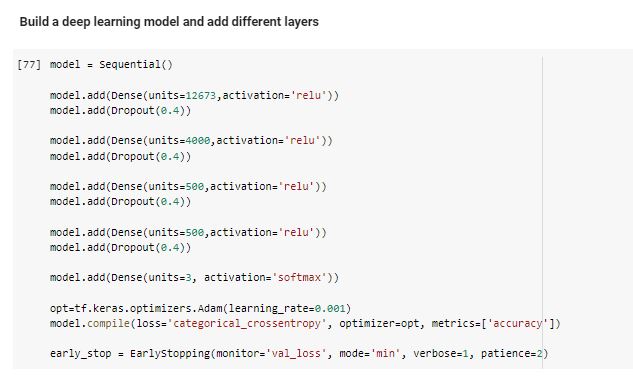 Build a deep learning model and add different layers
[77] model = Sequential()
model.add(Dense(units=12673,activation='relu'))
model.add(Dropout(0.4))
model.add(Dense(units=4000,activation='relu'))
model.add(Dropout(0.4))
model.add(Dense(units=500,activation='relu'))
model.add(Dropout(0.4))
model.add(Dense(units=500,activation='relu'))
model.add(Dropout(0.4))
model.add(Dense(units=3, activation='softmax'))
opt=tf.keras.optimizers.Adam(learning_rate=0.001)
model.compile(loss='categorical_crossentropy', optimizer=opt, metrics=['accuracy'])
early_stop = EarlyStopping(monitor='val_loss', mode='min', verbose=1, patience=2)